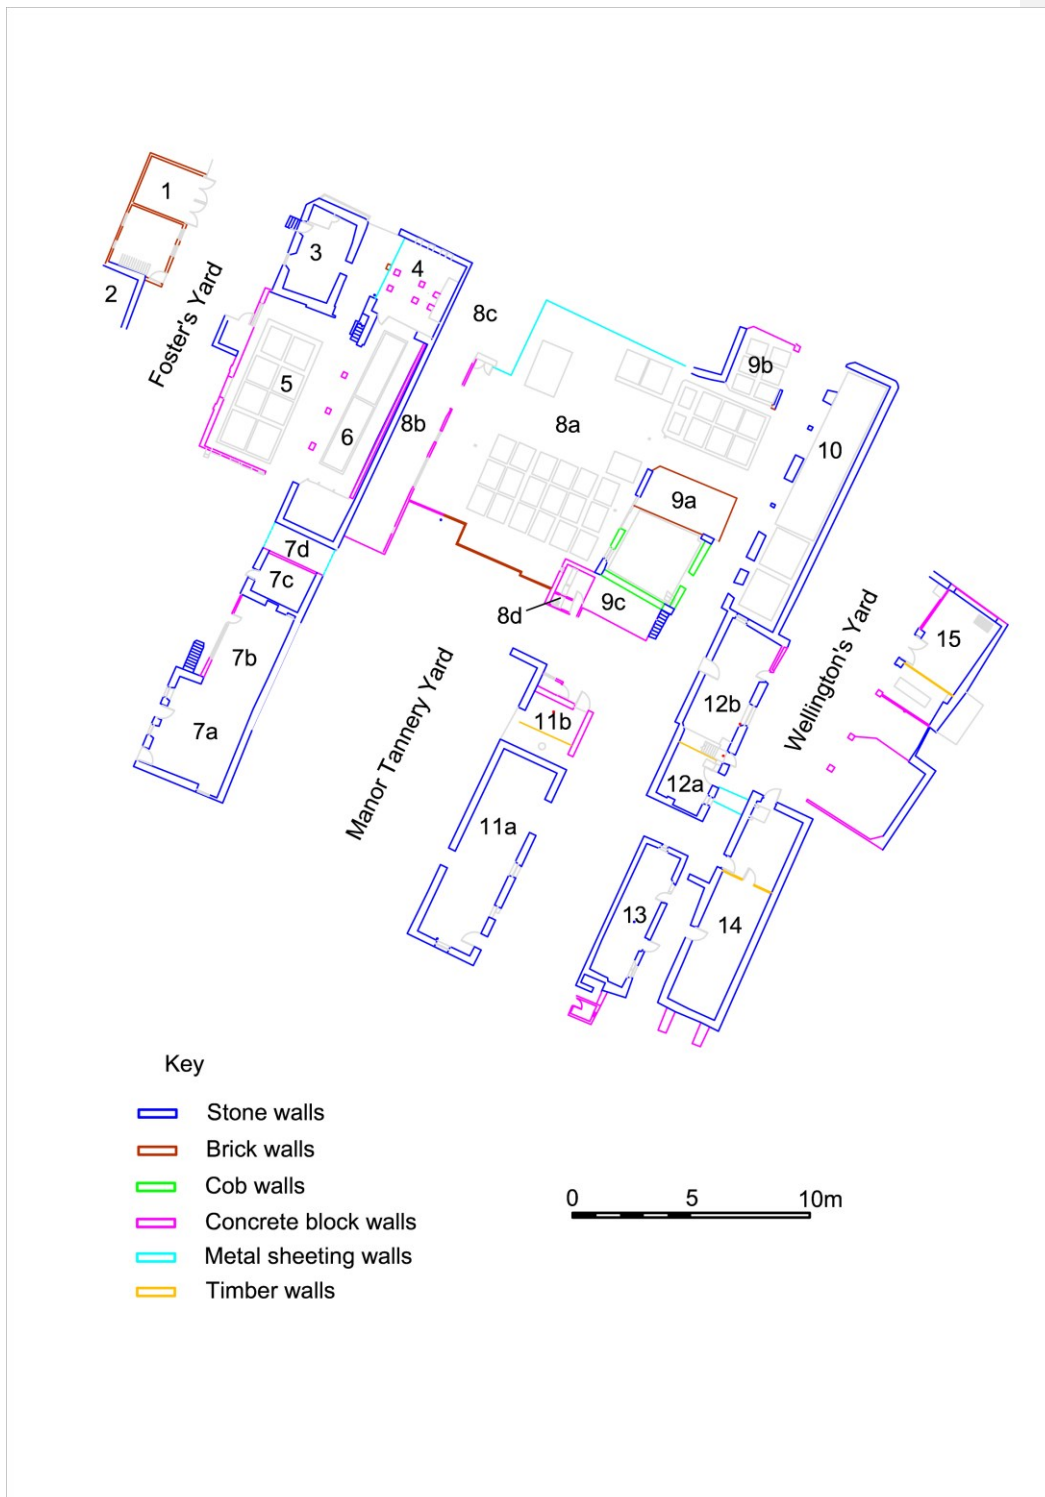 1
2
Foster's Yard
3
4
5
6
7a
7b
7c
7d
8a
8b
8c
8d
9a
9b
9c
10
Manor Tannery Yard
11a
11b
12a
12b
13
14
15
Wellington's Yard
Key
Stone walls
Brick walls
Cob walls
Concrete block walls
Metal sheeting walls
Timber walls
0 5 10m